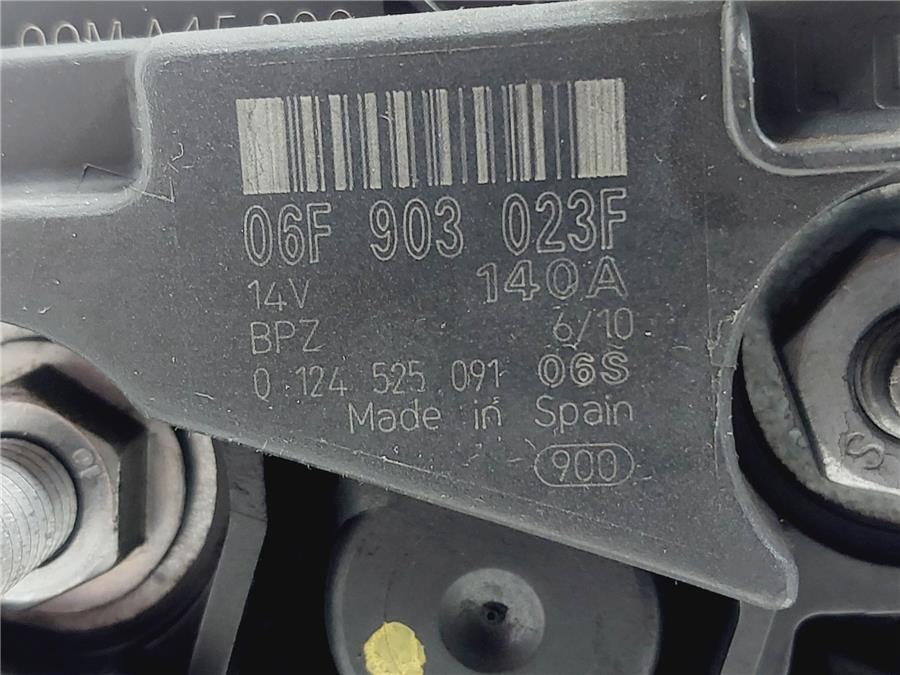 06F 903 023F
14V 140A
BPZ 6/10
0 124 525 091 06S
Made in Spain
900
S